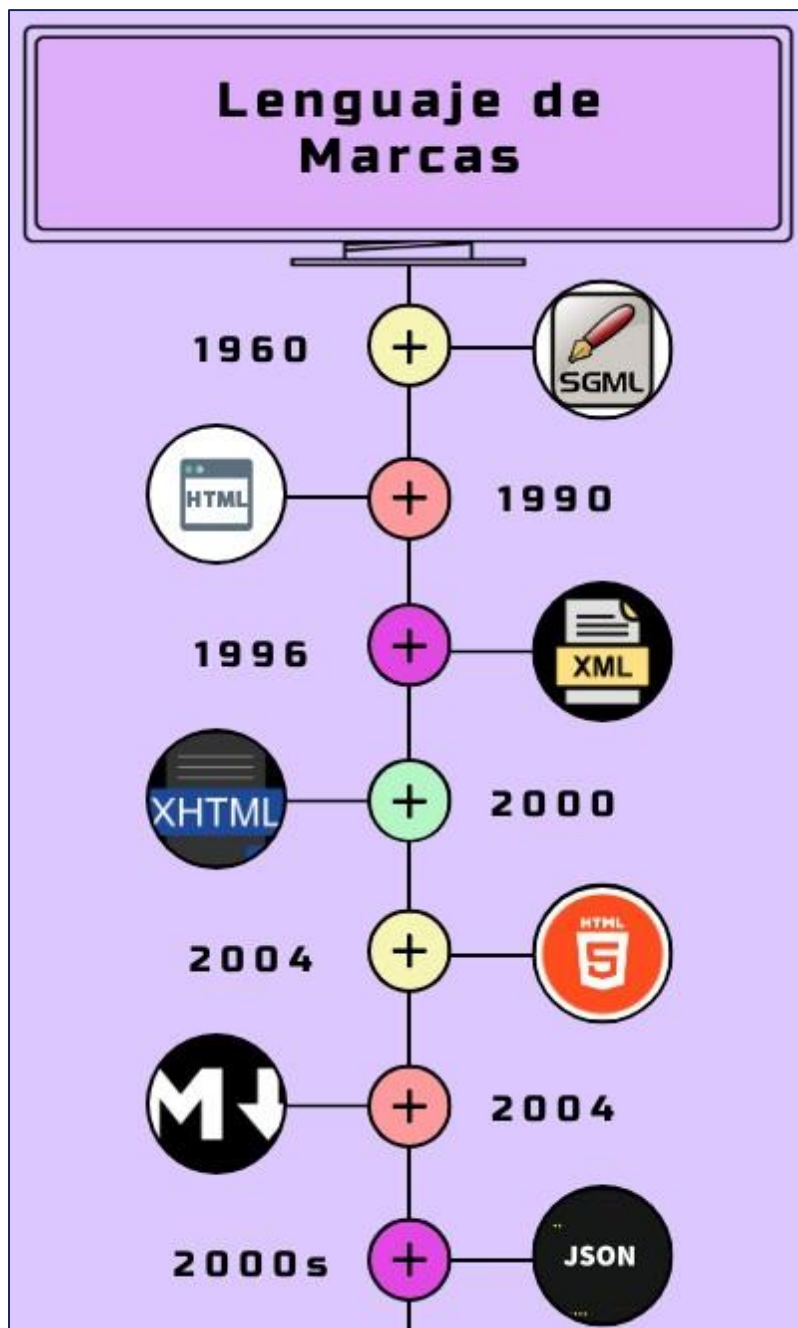 Lenguaje de
Marcas
1960
SGML
HTML
1990
1996
XML
XHTML
2000
2004
HTML
5
M
2004
2000s
JSON